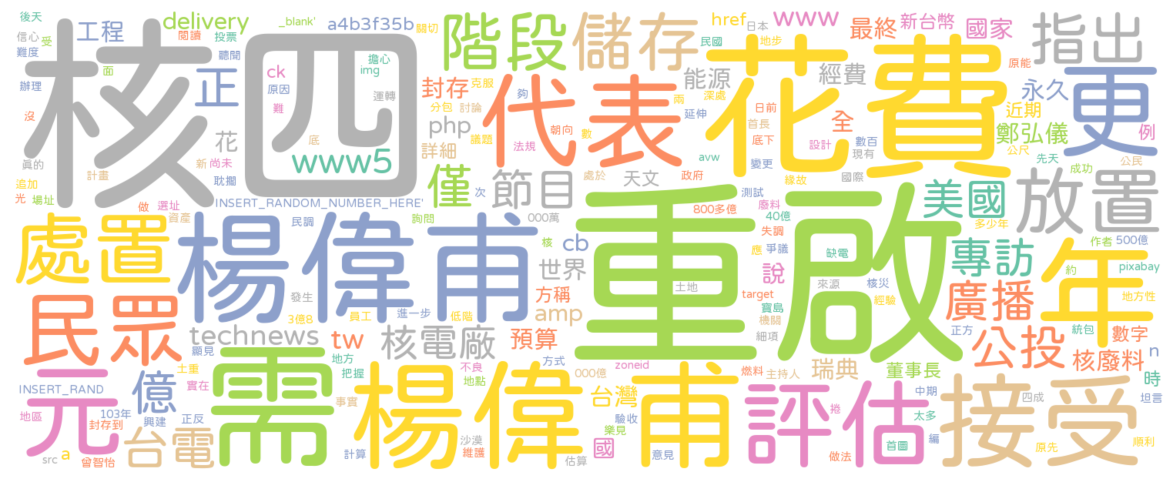 後天
_blank'
a4b3f35b
關切
階段
儲存
href
www
日本
最終
新台幣
國家
指出
信心
受
工程
閱讀
delivery
投票
難度
聽聞
擔心
img
民國
地步
原能
辦理
面
核四
正
ck
原因
運轉
封存
克服
能源
經費
花費
永久
更
近期
沒
難
分包
討論
夠
兩
深處
日前
全
例
代表
延伸
首長
底下
設計
數百
鄭弘儀
真的
新
尚未
花
底
php
議題
朝向
數
法規
政府
變更
現有
公尺
公民
計畫
www5
詳細
avw
追加
耽擱
僅
節目
處於
天文
緣故
國際
先天
成功
放置
光
場址
做
選址
INSERT_RANDOM_NUMBER_HERE'
次
測試
廢料
美國
資產
民調
詢問
000萬
800多億
40億
失調
多少年
處置
楊偉甫
核
cb
重啟
應
爭議
說
缺電
專訪
年
作者
500億
約
pixabay
世界
土地
來源
核災
民眾
發生
3億8
員工
進一步
低階
方稱
amp
target
寶島
機關
經驗
廣播
地方性
technews
tw
核電廠
預算
細項
正方
統包
公投
數字
n
顯見
土重
地方
把握
方式
不良
zoneid
核廢料
INSERT_RAND
元
億
實在
需
事實
楊偉甫
地點
000億
燃料
主持人
瑞典
董事長
時
坦言
地區
103年
興建
正反
台灣
評估
中期
四成
接受
封存到
驗收
太多
台電
沙漠
樂見
捲
維護
國
首圖
編
原先
順利
src
a
曾智怡
計算
估算
意見
做法